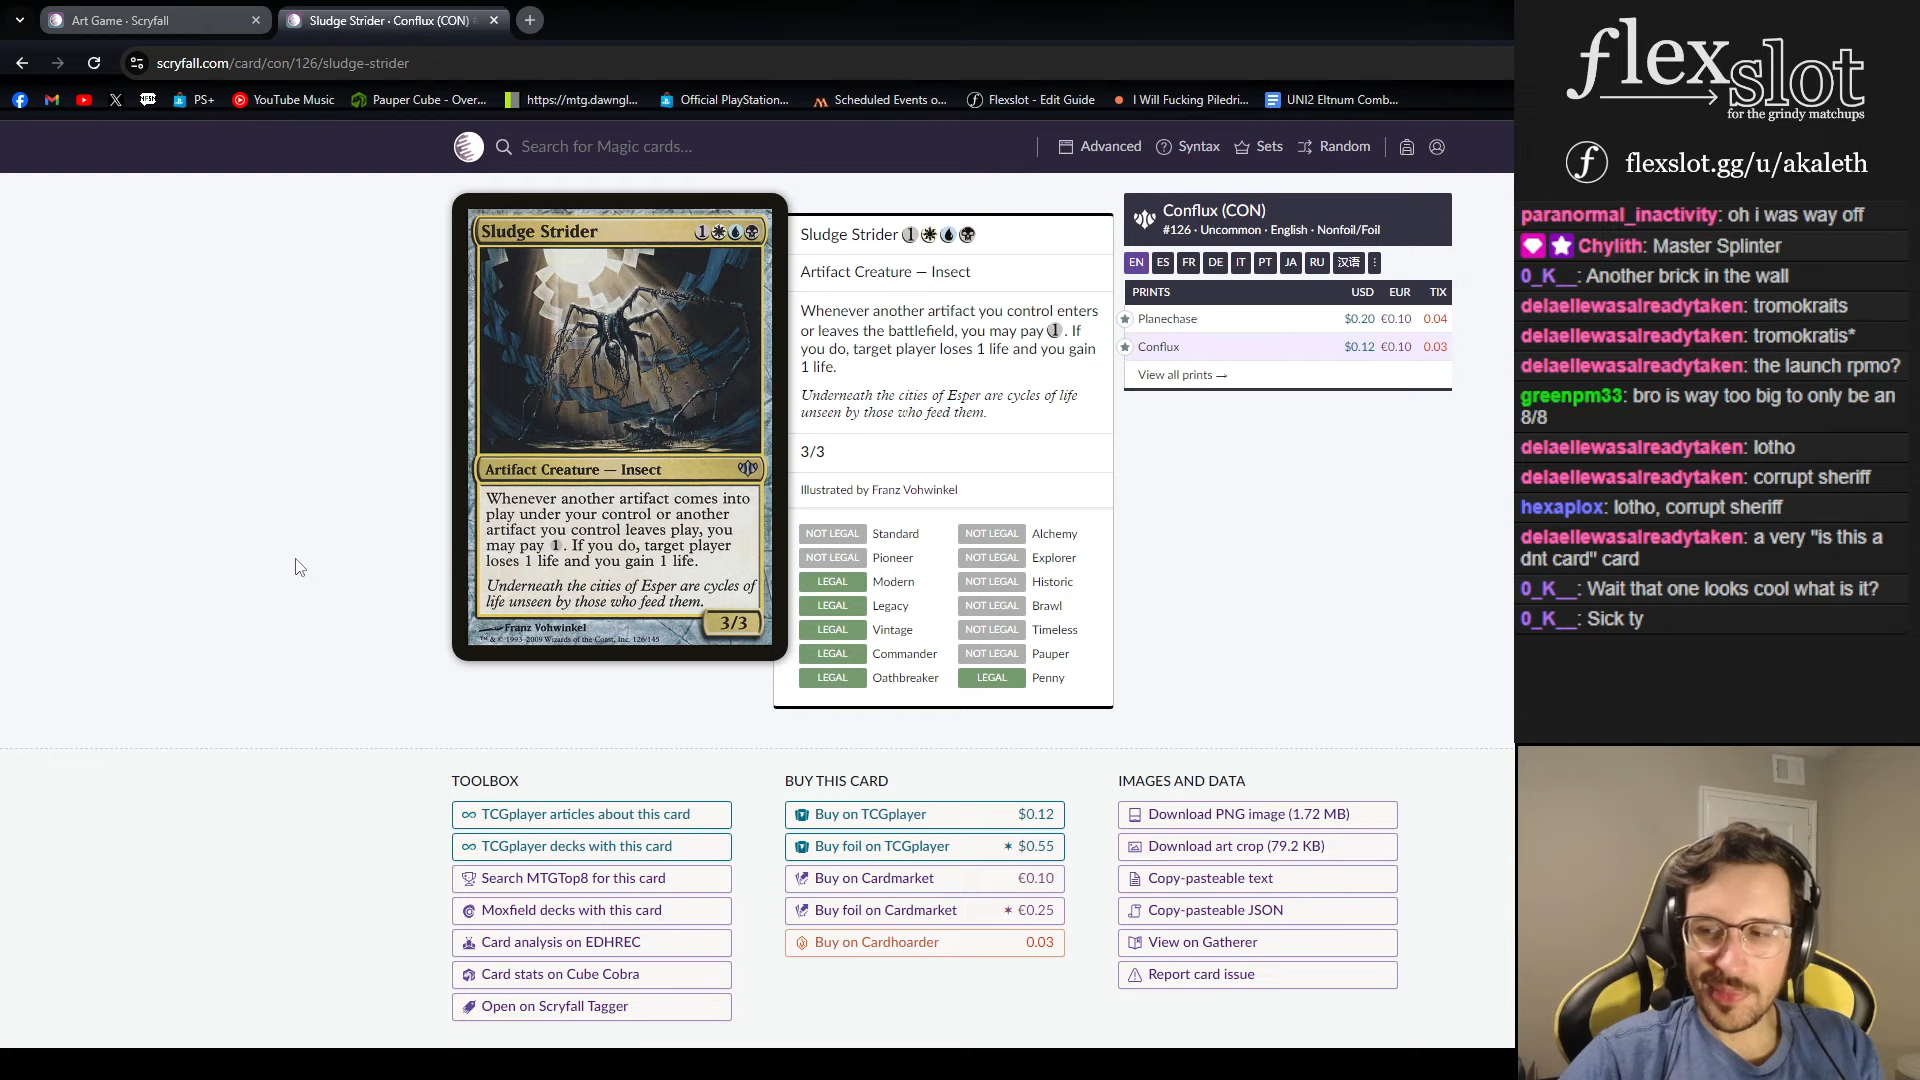 Art Game · Scryfall
Sludge Strider · Conflux (CON)
scryfall.com/card/con/126/sludge-strider
PS+
YouTube Music
Pauper Cube - Over...
https://mtg.dawngl...
Official PlayStation...
Scheduled Events o...
Flexslot - Edit Guide
I Will Fucking Piledri...
UNI2 Eltnum Comb...
Search for Magic cards...
Advanced
Syntax
Sets
Random
Sludge Strider 1
Artifact Creature — Insect
Whenever another artifact comes into
play under your control or another
artifact you control leaves play, you
may pay 1. If you do, target player
loses 1 life and you gain 1 life.
Underneath the cities of Esper are cycles of
life unseen by those who feed them.
3/3
Franz Vohwinkel
™ & © 1993-2009 Wizards of the Coast, Inc. 126/145
Sludge Strider 1
Artifact Creature — Insect
Whenever another artifact you control enters
or leaves the battlefield, you may pay 1. If
you do, target player loses 1 life and you gain
1 life.
Underneath the cities of Esper are cycles of life
unseen by those who feed them.
3/3
Illustrated by Franz Vohwinkel
NOT LEGAL Standard NOT LEGAL Alchemy
NOT LEGAL Pioneer NOT LEGAL Explorer
LEGAL Modern NOT LEGAL Historic
LEGAL Legacy NOT LEGAL Brawl
LEGAL Vintage NOT LEGAL Timeless
LEGAL Commander NOT LEGAL Pauper
LEGAL Oathbreaker LEGAL Penny
Conflux (CON)
#126 · Uncommon · English · Nonfoil/Foil
EN ES FR DE IT PT JA RU 汉语
PRINTS USD EUR TIX
Planechase $0.20 €0.10 0.04
Conflux $0.12 €0.10 0.03
View all prints →
TOOLBOX
TCGplayer articles about this card
TCGplayer decks with this card
Search MTGTop8 for this card
Moxfield decks with this card
Card analysis on EDHREC
Card stats on Cube Cobra
Open on Scryfall Tagger
BUY THIS CARD
Buy on TCGplayer $0.12
Buy foil on TCGplayer ✶ $0.55
Buy on Cardmarket €0.10
Buy foil on Cardmarket ✶ €0.25
Buy on Cardhoarder 0.03
IMAGES AND DATA
Download PNG image (1.72 MB)
Download art crop (79.2 KB)
Copy-pasteable text
Copy-pasteable JSON
View on Gatherer
Report card issue
flexslot
for the grindy matchups
f flexslot.gg/u/akaleth
paranormal_inactivity: oh i was way off
Chylith: Master Splinter
0_K__: Another brick in the wall
delaellewasalreadytaken: tromokraits
delaellewasalreadytaken: tromokratis*
delaellewasalreadytaken: the launch rpmo?
greenpm33: bro is way too big to only be an
8/8
delaellewasalreadytaken: lotho
delaellewasalreadytaken: corrupt sheriff
hexaplox: lotho, corrupt sheriff
delaellewasalreadytaken: a very "is this a
dnt card" card
0_K__: Wait that one looks cool what is it?
0_K__: Sick ty